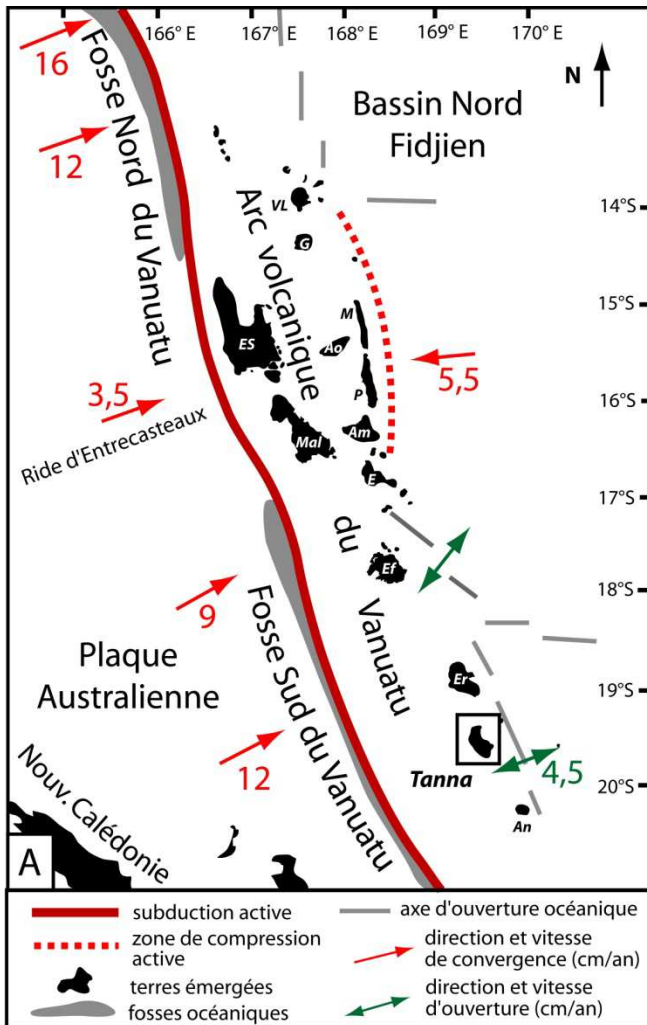 166° E
167°E
168° E
169° E
170° E
16
Fosse Nord du Vanuatu
12
Bassin Nord
Fidjien
N
VL
Arc volcanique
du
Vanuatu
14°S
G
15°S
M
ES
Ao
3,5
5,5
P
16°S
Ride d'Entrecasteaux
Mal
Am
E
17°S
Ef
18°S
9
Fosse Sud du Vanuatu
Plaque
Australienne
Er
19°S
12
Tanna
4,5
20°S
Nouv. Calédonie
An
A
subduction active
zone de compression
active
terres émergées
fosses océaniques
axe d'ouverture océanique
direction et vitesse
de convergence (cm/an)
direction et vitesse
d'ouverture (cm/an)